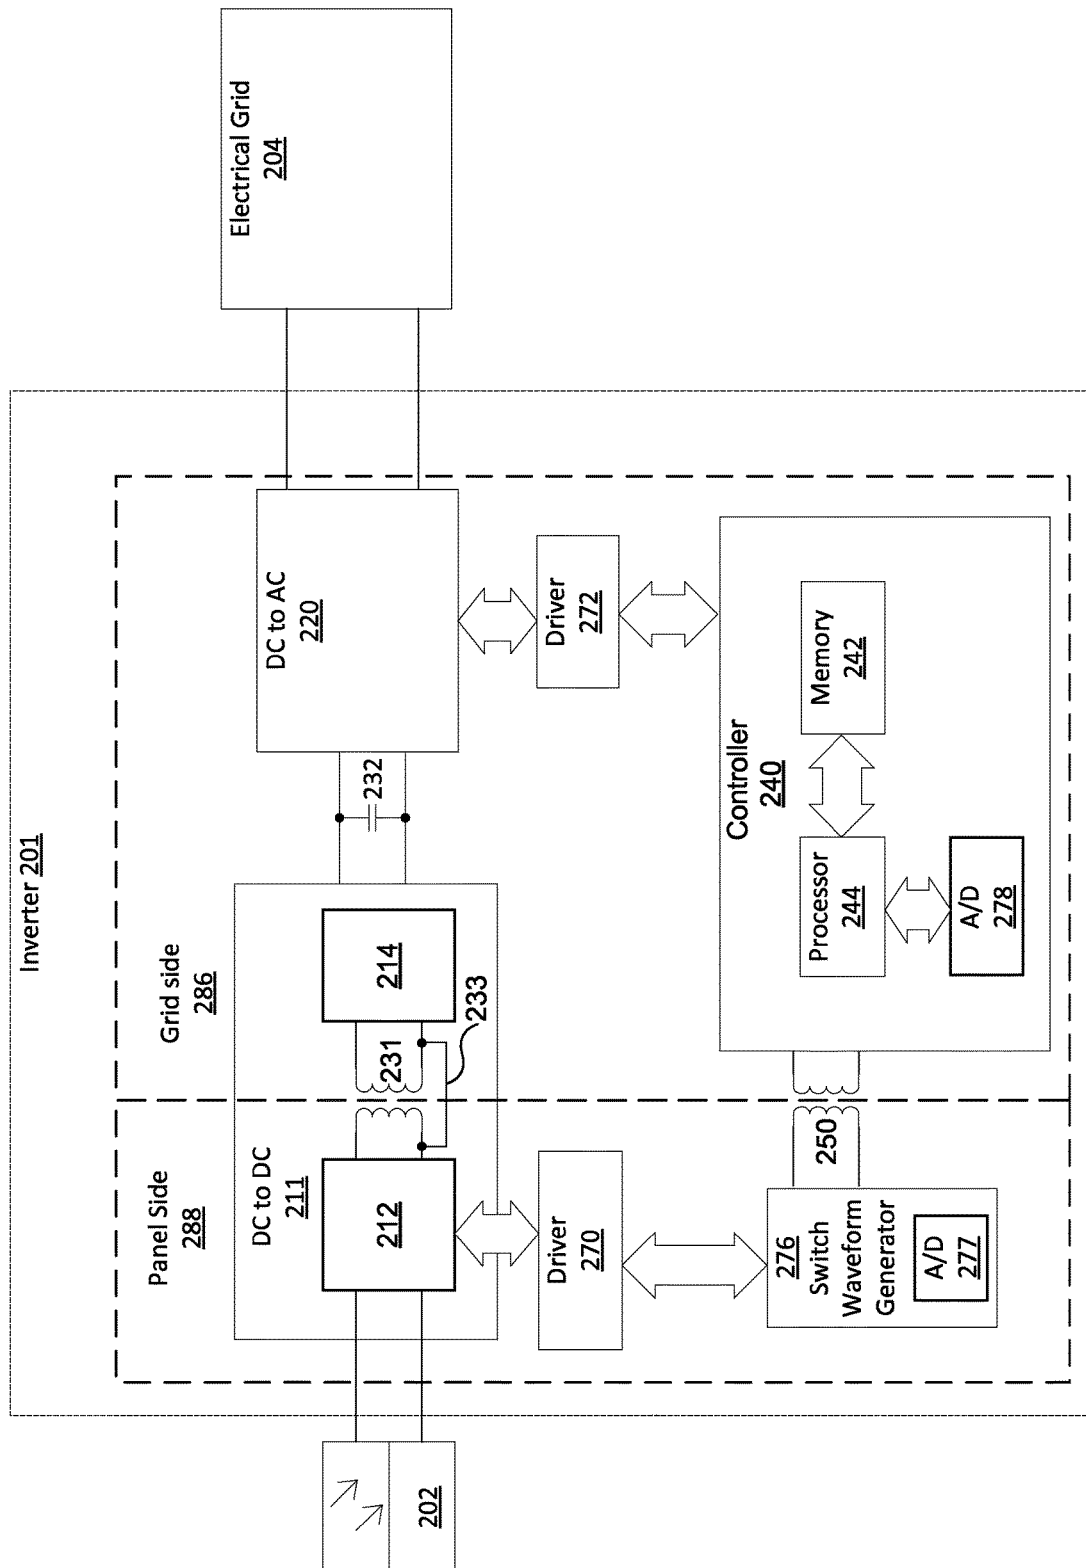 Inverter 201
Panel Side
288
Grid side
286
DC to DC
211
212
214
231
233
232
DC to AC
220
Electrical Grid
204
202
Driver
270
Driver
272
276
Switch
Waveform
Generator
A/D
277
250
Controller
240
Processor
244
Memory
242
A/D
278